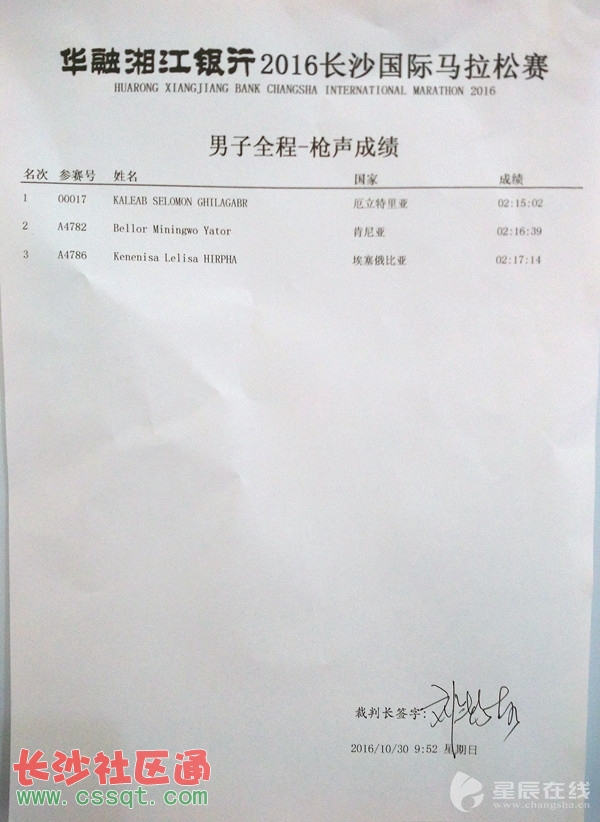 华融湘江银行2016长沙国际马拉松赛
HUARONG XIANGJIANG BANK CHANGSHA INTERNATIONAL MARATHON 2016
男子全程-枪声成绩
名次 参赛号 姓名 国家 成绩
1 00017 KALEAB SELOMON GHILAGABR 厄立特里亚 02:15:02
2 A4782 Bellor Miningwo Yator 肯尼亚 02:16:39
3 A4786 Kenenisa Lelisa HIRPHA 埃塞俄比亚 02:17:14
裁判长签字:
2016/10/30 9:52 星期日
长沙社区通
www.cssqt.com
星辰在线
www.changsha.cn